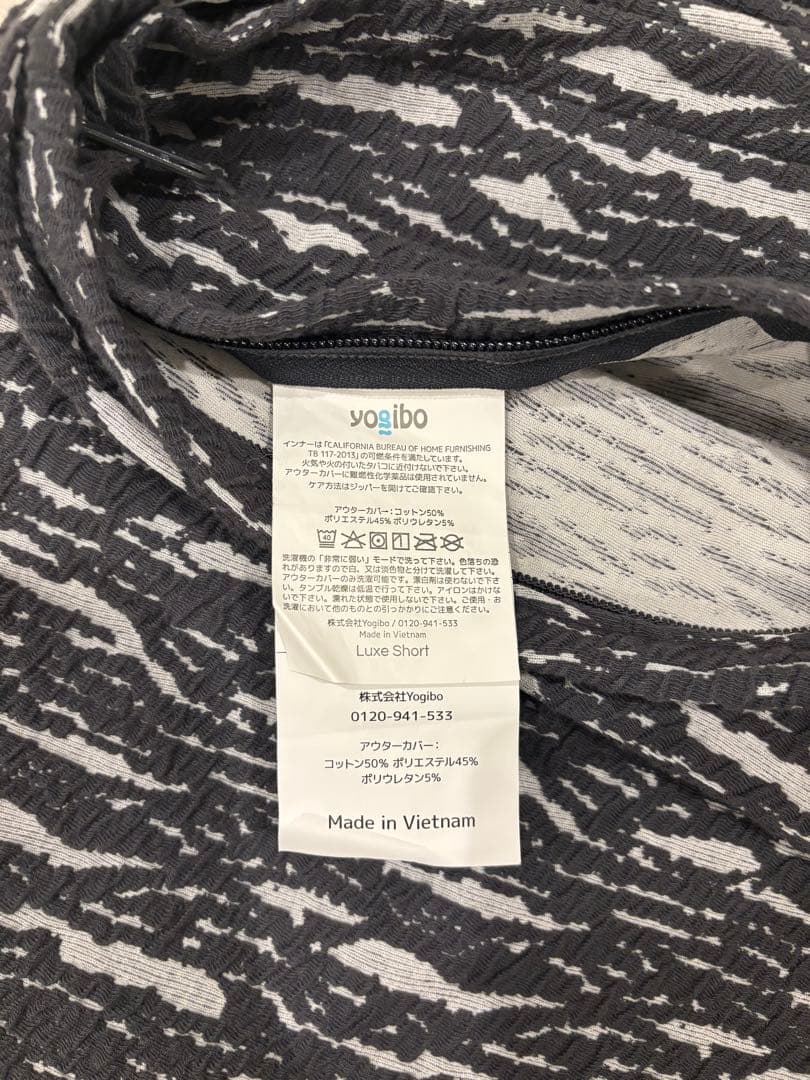 yogibo
インナーは「CALIFORNIA BUREAU OF HOME FURNISHING
TB 117-2013」の可燃条件を満たしています。
火気や火の付いたタバコに近付けないで下さい。
アウターカバーに難燃性化学薬品は使用されていません。
ケア方法はジッパーを開けてご確認下さい。
アウターカバー：コットン50%
ポリエステル45% ポリウレタン5%
40
洗濯機の「非常に弱い」モードで洗って下さい。色落ちの恐
れがありますので白、又は淡色物と分けて洗濯して下さい。
アウターカバーのみ洗濯可能です。漂白剤は使わないで下さ
い。タンブル乾燥は低温で行って下さい。アイロンはかけな
いで下さい。濡れた状態で使用しないで下さい。ご使用・お
洗濯において他のものとの引っかかりにご注意ください。
株式会社Yogibo / 0120-941-533
Made in Vietnam
Luxe Short
株式会社Yogibo
0120-941-533
アウターカバー：
コットン50% ポリエステル45%
ポリウレタン5%
Made in Vietnam